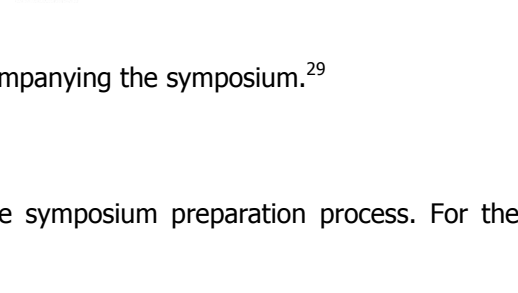 mpanying the symposium.29
e symposium preparation process. For the